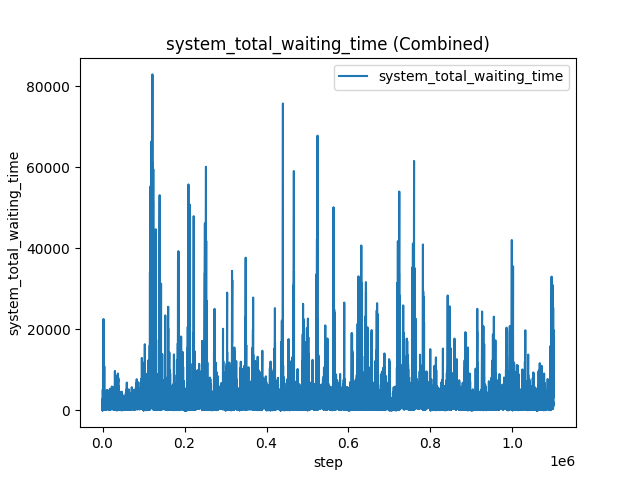 system_total_waiting_time (Combined)
system_total_waiting_time
80000
60000
40000
20000
0
system_total_waiting_time
0.0
0.2
0.4
0.6
0.8
1.0
1e6
step